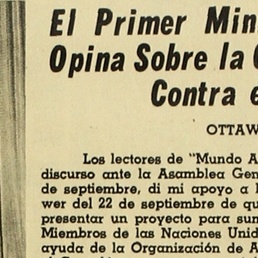 El Primer Min
Opina Sobre la
Contra e
OTTAW
Los lectores de "Mundo A
discurso ante la Asamblea Gen
de septiembre, di mi apoyo a l
wer del 22 de septiembre de qu
presentar un proyecto para sum
Miembros de las Naciones Unid
ayuda de la Organización de A